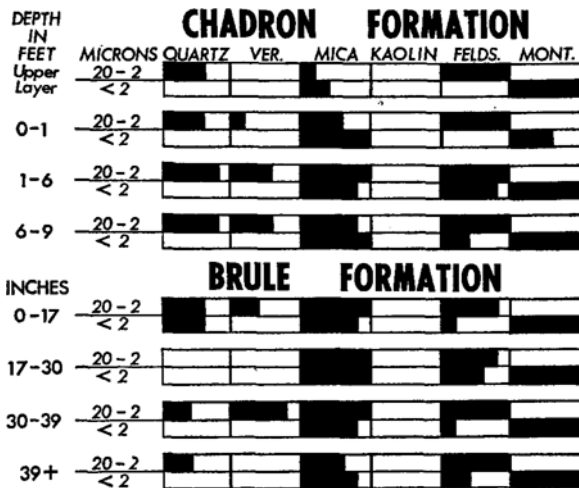 DEPTH IN FEET
CHADRON FORMATION
MICRONS QUARTZ VER. MICA KAOLIN FELDS. MONT.
Upper Layer 20-2
< 2
0-1 20-2
< 2
1-6 20-2
< 2
6-9 20-2
< 2
BRULE FORMATION
INCHES
0-17 20-2
< 2
17-30 20-2
< 2
30-39 20-2
< 2
39+ 20-2
< 2